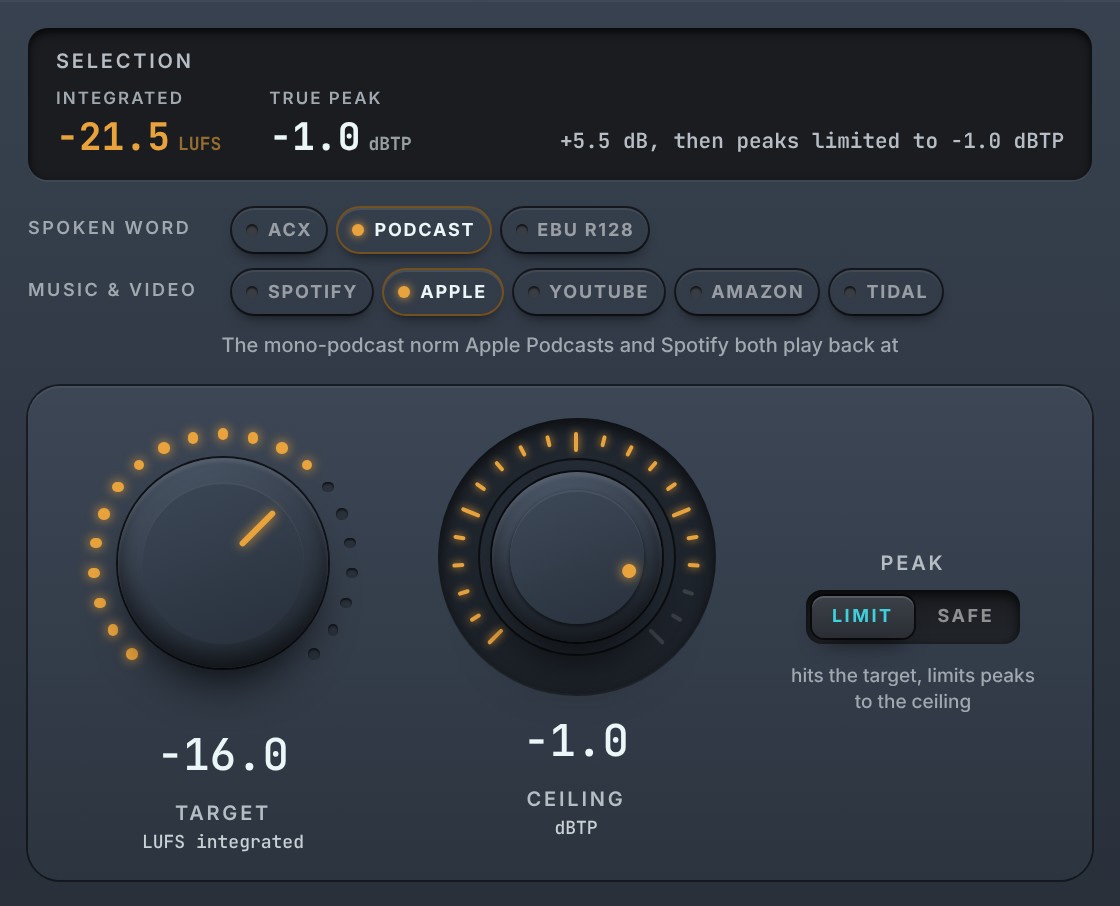 SELECTION
INTEGRATED TRUE PEAK
-21.5 LUFS -1.0 dBTP +5.5 dB, then peaks limited to -1.0 dBTP
SPOKEN WORD ACX PODCAST EBU R128
MUSIC & VIDEO SPOTIFY APPLE YOUTUBE AMAZON TIDAL
The mono-podcast norm Apple Podcasts and Spotify both play back at
PEAK
LIMIT SAFE
hits the target, limits peaks
to the ceiling
-16.0
TARGET
LUFS integrated
-1.0
CEILING
dBTP